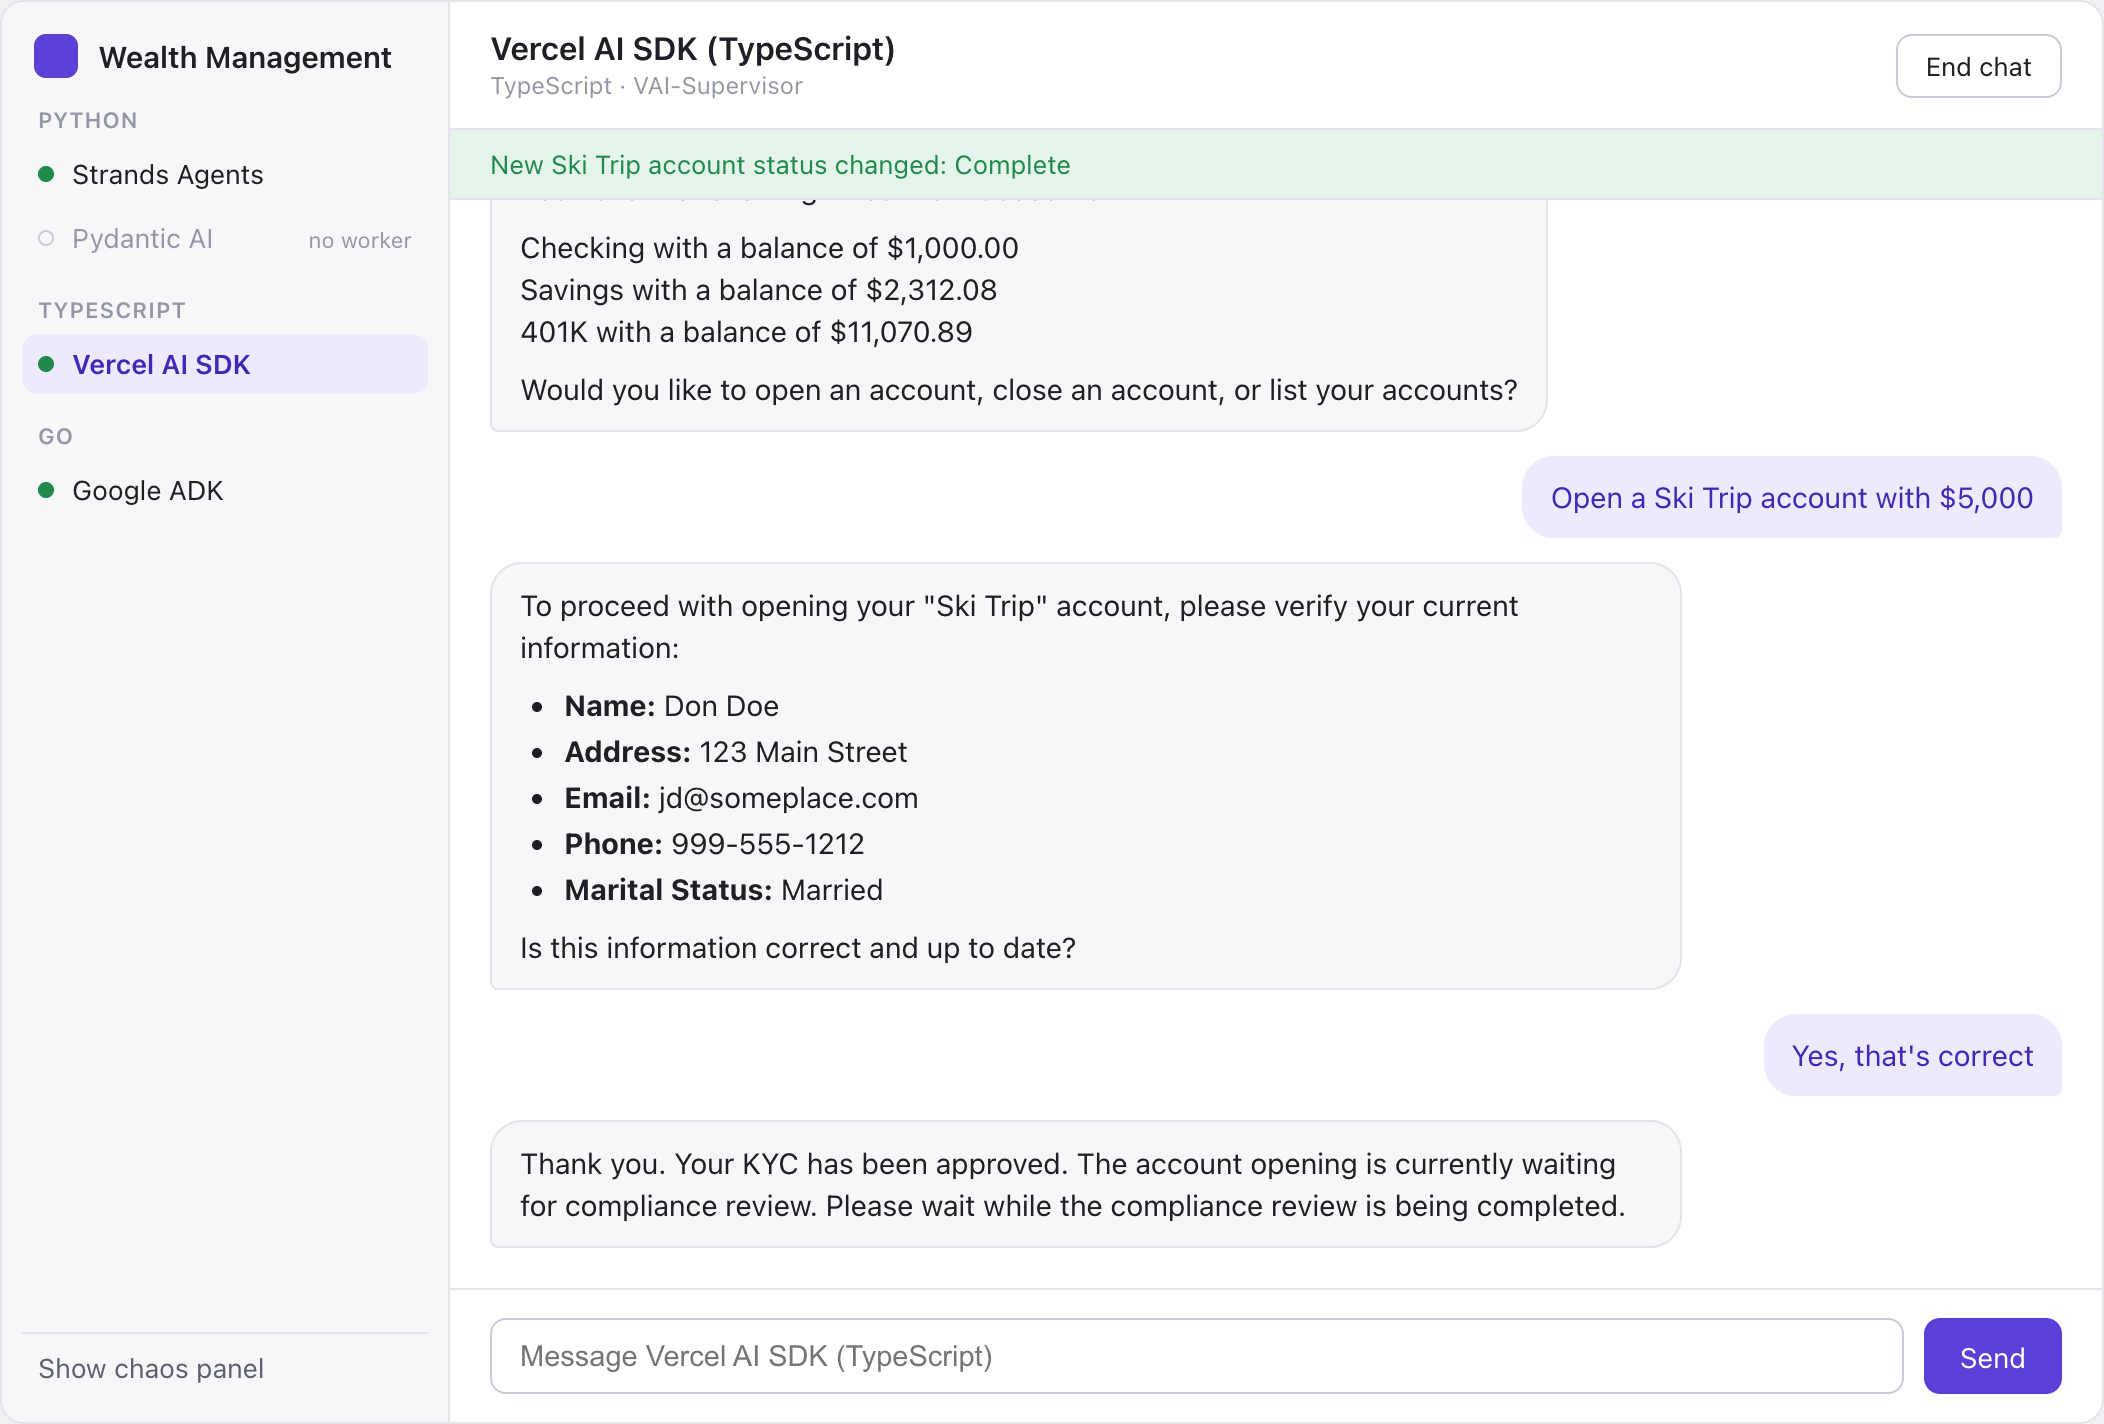 Wealth Management
PYTHON
Strands Agents
Pydantic AI no worker
TYPESCRIPT
Vercel AI SDK
GO
Google ADK
Show chaos panel
Vercel AI SDK (TypeScript)
TypeScript · VAI-Supervisor
End chat
New Ski Trip account status changed: Complete
Checking with a balance of $1,000.00
Savings with a balance of $2,312.08
401K with a balance of $11,070.89
Would you like to open an account, close an account, or list your accounts?
Open a Ski Trip account with $5,000
To proceed with opening your "Ski Trip" account, please verify your current
information:
• Name: Don Doe
• Address: 123 Main Street
• Email: jd@someplace.com
• Phone: 999-555-1212
• Marital Status: Married
Is this information correct and up to date?
Yes, that's correct
Thank you. Your KYC has been approved. The account opening is currently waiting
for compliance review. Please wait while the compliance review is being completed.
Message Vercel AI SDK (TypeScript)
Send